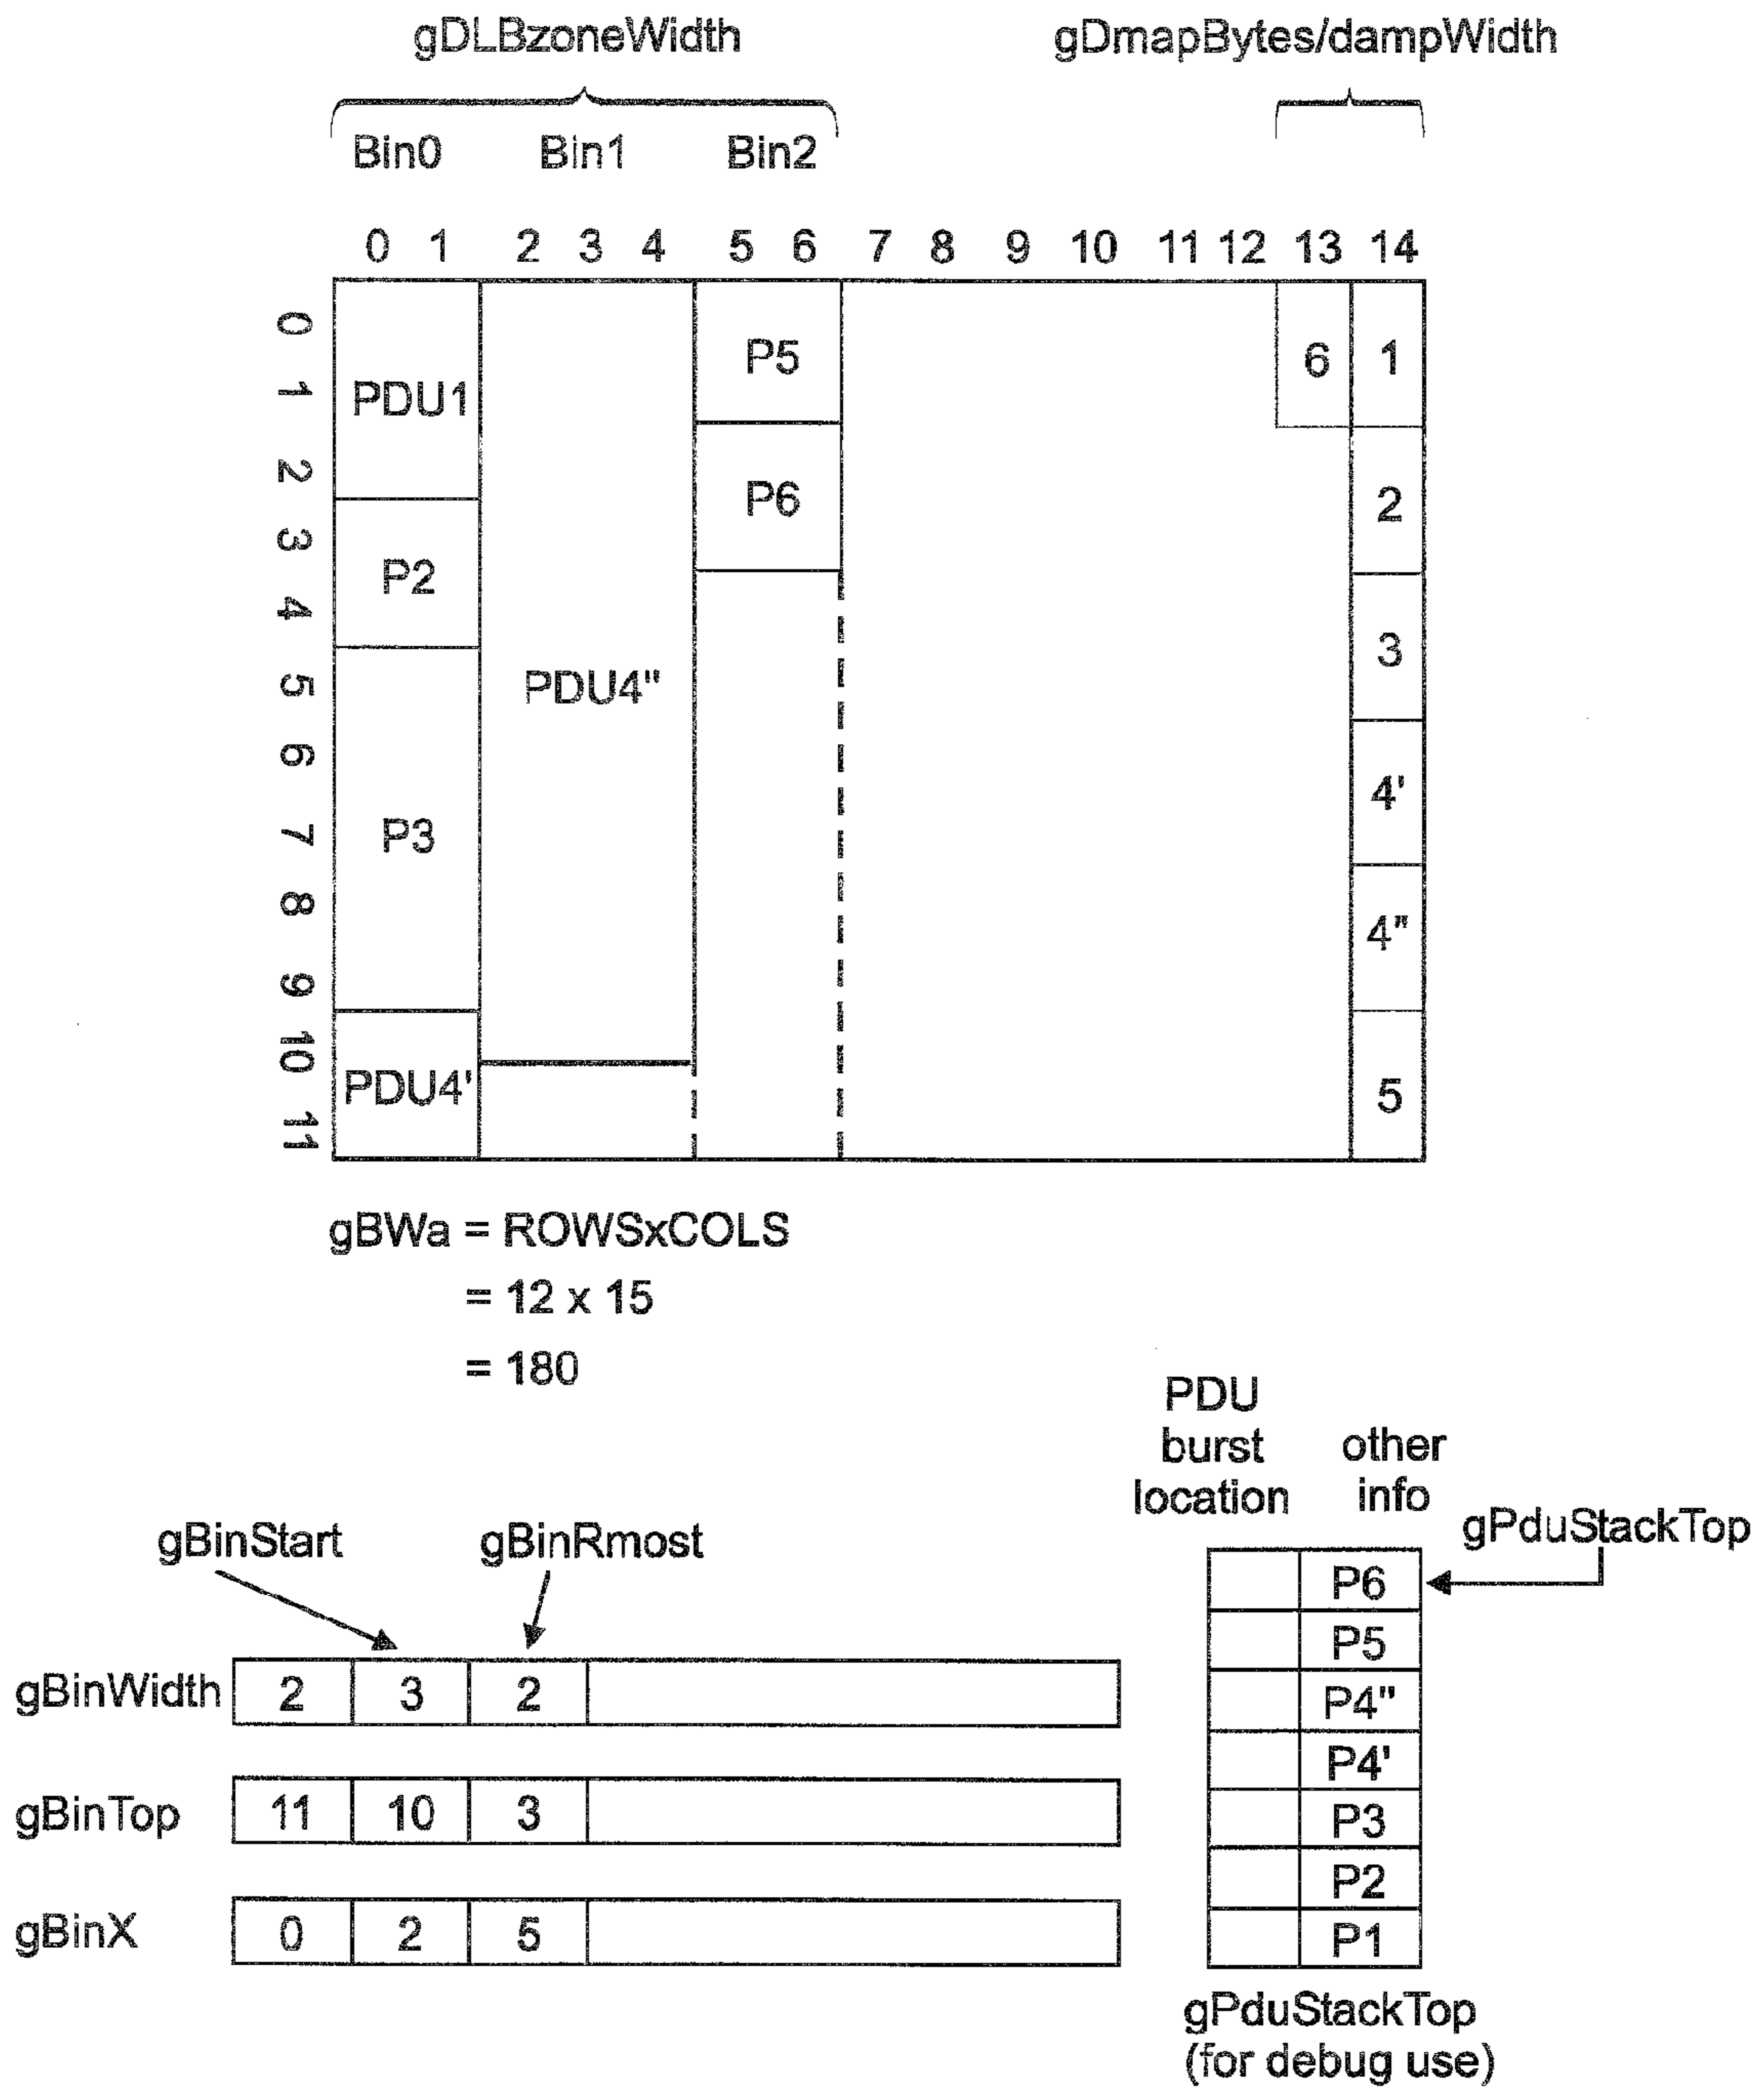 gDLBzoneWidth gDmapBytes/dampWidth
Bin0 Bin1 Bin2
0 1 2 3 4 5 6 7 8 9 10 11 12 13 14
0
1
2
3
4
5
6
7
8
9
10
11
PDU1
P2
P3
PDU4'
PDU4"
P5
P6
6 1
2
3
4'
4"
5
gBWa = ROWSxCOLS
= 12 x 15
= 180
PDU
burst
location
other
info
gPduStackTop
P6
P5
P4"
P4'
P3
P2
P1
gPduStackTop
(for debug use)
gBinStart gBinRmost
gBinWidth 2 3 2
gBinTop 11 10 3
gBinX 0 2 5